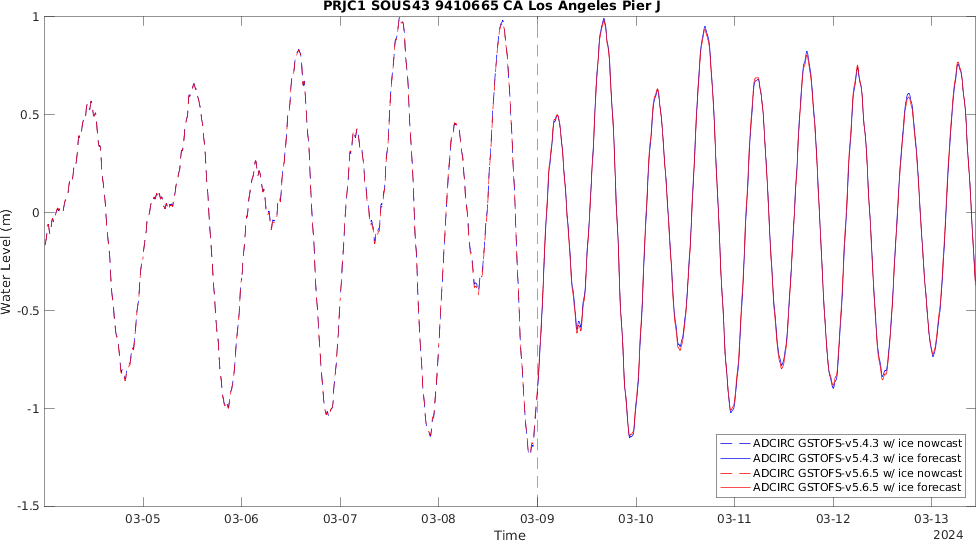 PRJC1 SOUS43 9410665 CA Los Angeles Pier J
1
0.5
0
-0.5
-1
-1.5
Water Level (m)
ADCIRC GSTOFS-v5.4.3 w/ ice nowcast
ADCIRC GSTOFS-v5.4.3 w/ ice forecast
ADCIRC GSTOFS-v5.6.5 w/ ice nowcast
ADCIRC GSTOFS-v5.6.5 w/ ice forecast
03-05 03-06 03-07 03-08 03-09 03-10 03-11 03-12 03-13
Time
2024